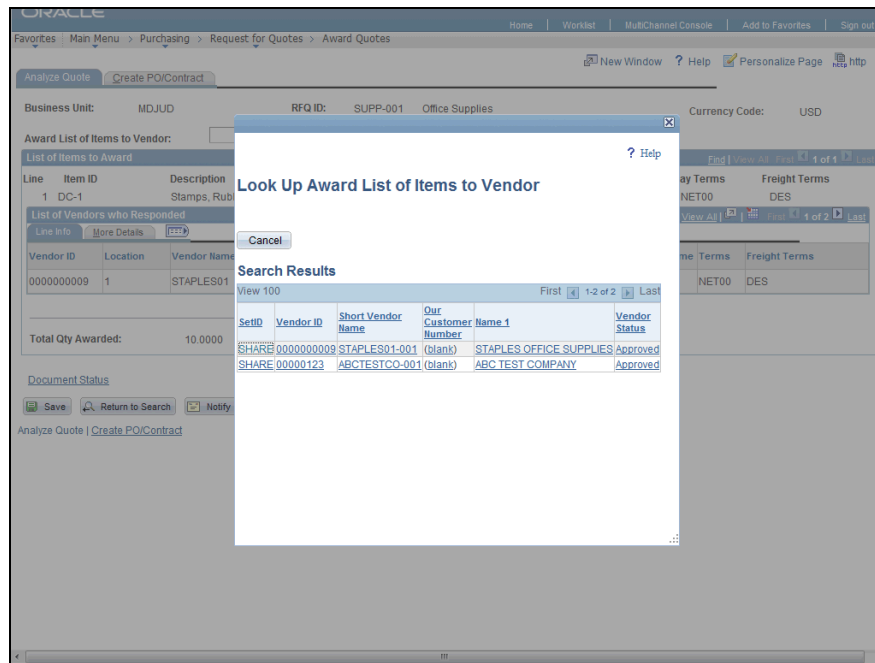 ORACLE
Home | Worklist | MultiChannel Console | Add to Favorites | Sign out
Favorites Main Menu > Purchasing > Request for Quotes > Award Quotes
New Window ? Help Personalize Page http
Analyze Quote Create PO/Contract
Business Unit: MDJUD RFQ ID: SUPP-001 Office Supplies Currency Code: USD
Award List of Items to Vendor:
? Help
List of Items to Award Find | View All First 1 of 1 Last
Line Item ID Description ay Terms Freight Terms
1 DC-1 Stamps, Rub NET00 DES
Look Up Award List of Items to Vendor
List of Vendors who Responded View All | First 1 of 2 Last
Line Info More Details
Cancel
Vendor ID Location Vendor Name me Terms Freight Terms
0000000009 1 STAPLES01 NET00 DES
Search Results
View 100 First 1-2 of 2 Last
SetID Vendor ID Short Vendor Name Our Customer Number Name 1 Vendor Status
SHARE 0000000009 STAPLES01-001 (blank) STAPLES OFFICE SUPPLIES Approved
SHARE 00000123 ABCTESTCO-001 (blank) ABC TEST COMPANY Approved
Total Qty Awarded: 10.0000
Document Status
Save Return to Search Notify
Analyze Quote | Create PO/Contract